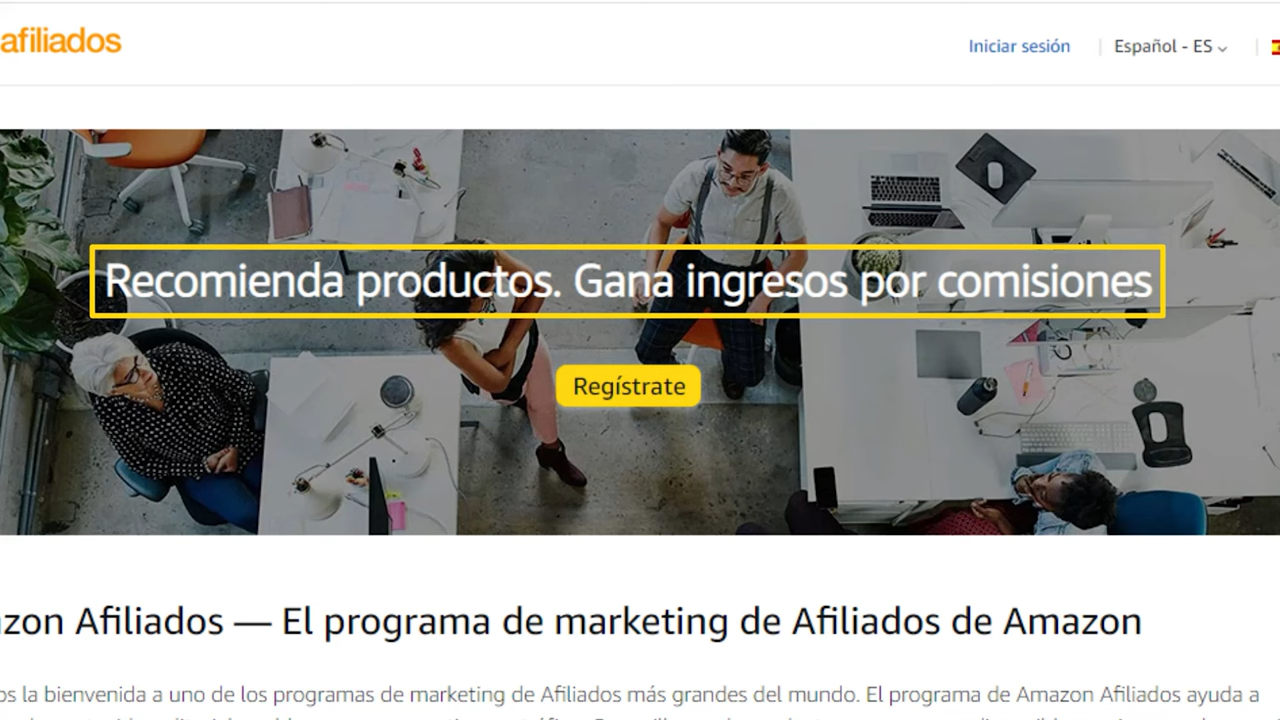 afiliados
Iniciar sesión
Español - ES
Recomienda productos. Gana ingresos por comisiones
Regístrate
Afiliados — El programa de marketing de Afiliados de Amazon
la bienvenida a uno de los programas de marketing de Afiliados más grandes del mundo. El programa de Amazon Afiliados ayuda a